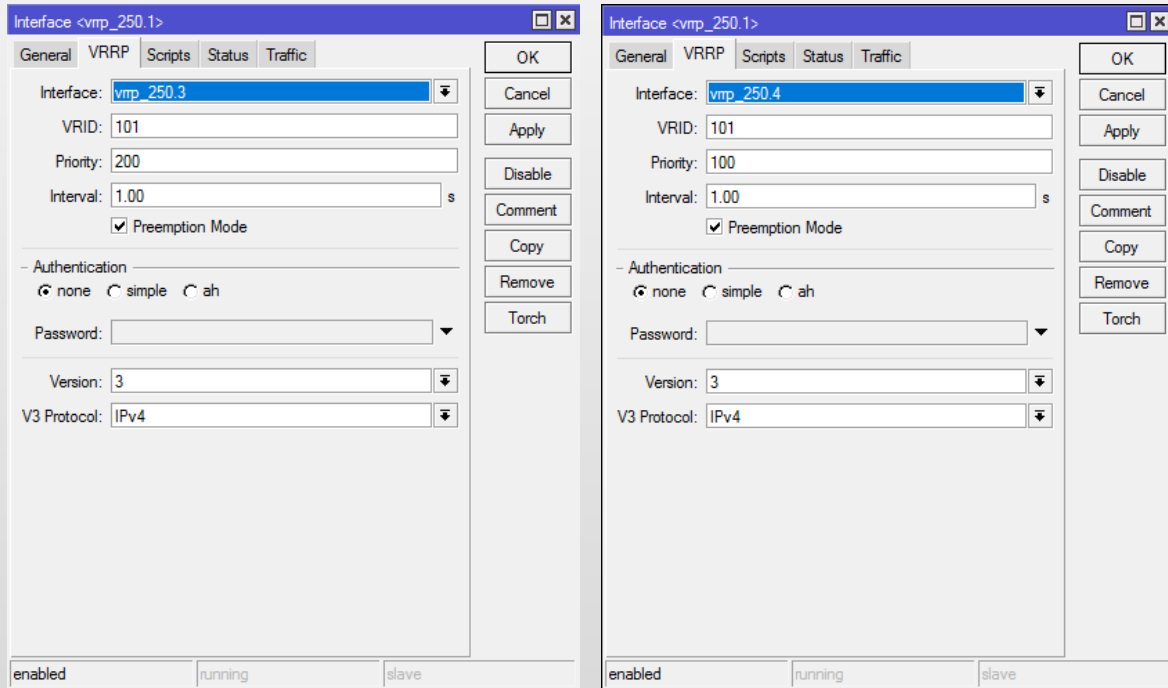 Interface <vrrp_250.1>
General VRRP Scripts Status Traffic
Interface: vrrp_250.3
VRID: 101
Priority: 200
Interval: 1.00 s
Preemption Mode
Authentication
none simple ah
Password:
Version: 3
V3 Protocol: IPv4
OK
Cancel
Apply
Disable
Comment
Copy
Remove
Torch
enabled running slave
Interface <vrrp_250.1>
General VRRP Scripts Status Traffic
Interface: vrrp_250.4
VRID: 101
Priority: 100
Interval: 1.00 s
Preemption Mode
Authentication
none simple ah
Password:
Version: 3
V3 Protocol: IPv4
OK
Cancel
Apply
Disable
Comment
Copy
Remove
Torch
enabled running slave